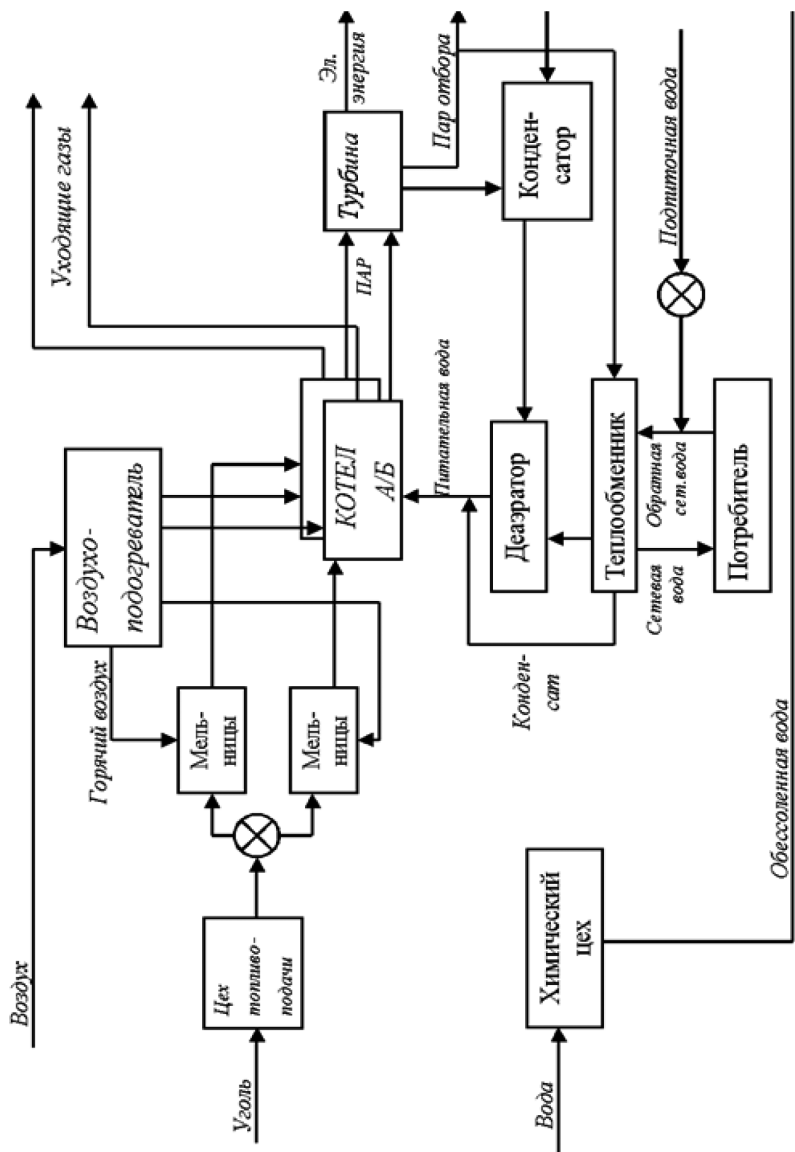 Воздух
Уголь
Цех
топливо-
подачи
Горячий воздух
Мель-
ницы
Мель-
ницы
Воздухо-
подогреватель
Уходящие газы
КОТЕЛ
А/Б
ПАР
Турбина
Эл.
энергия
Пар отбора
Конден-
сатор
Питательная вода
Деаэратор
Конден-
сат
Теплообменник
Сетевая
вода
Обратная
сет.вода
Потребитель
Подпиточная вода
Вода
Химический
цех
Обессоленная вода